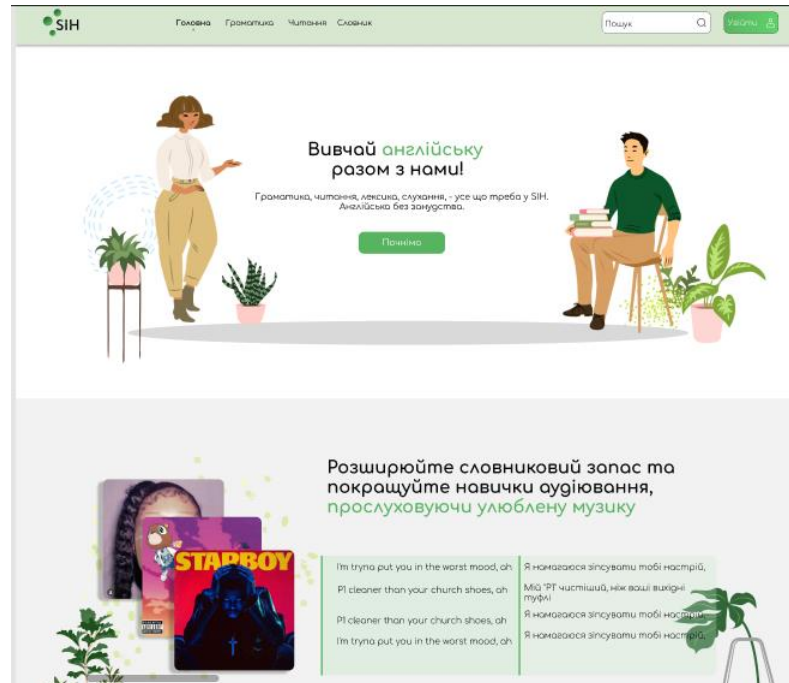 SIH
Головна Граматика Читання Словник
Пошук
Увійти
Вивчай англійську
разом з нами!
Граматика, читання, лексика, слухання, - усе що треба у SIH.
Англійська без занудства.
Почнімо
Розширюйте словниковий запас та
покращуйте навички аудіювання,
прослуховуючи улюблену музику
STARBOY
I'm tryna put you in the worst mood, ah
Я намагаюся зіпсувати тобі настрій,
P1 cleaner than your church shoes, ah
Мій "P1" чистіший, ніж ваші вихідні
туфлі
P1 cleaner than your church shoes, ah
Я намагаюся зіпсувати тобі настрій,
I'm tryna put you in the worst mood, ah
Я намагаюся зіпсувати тобі настрій,